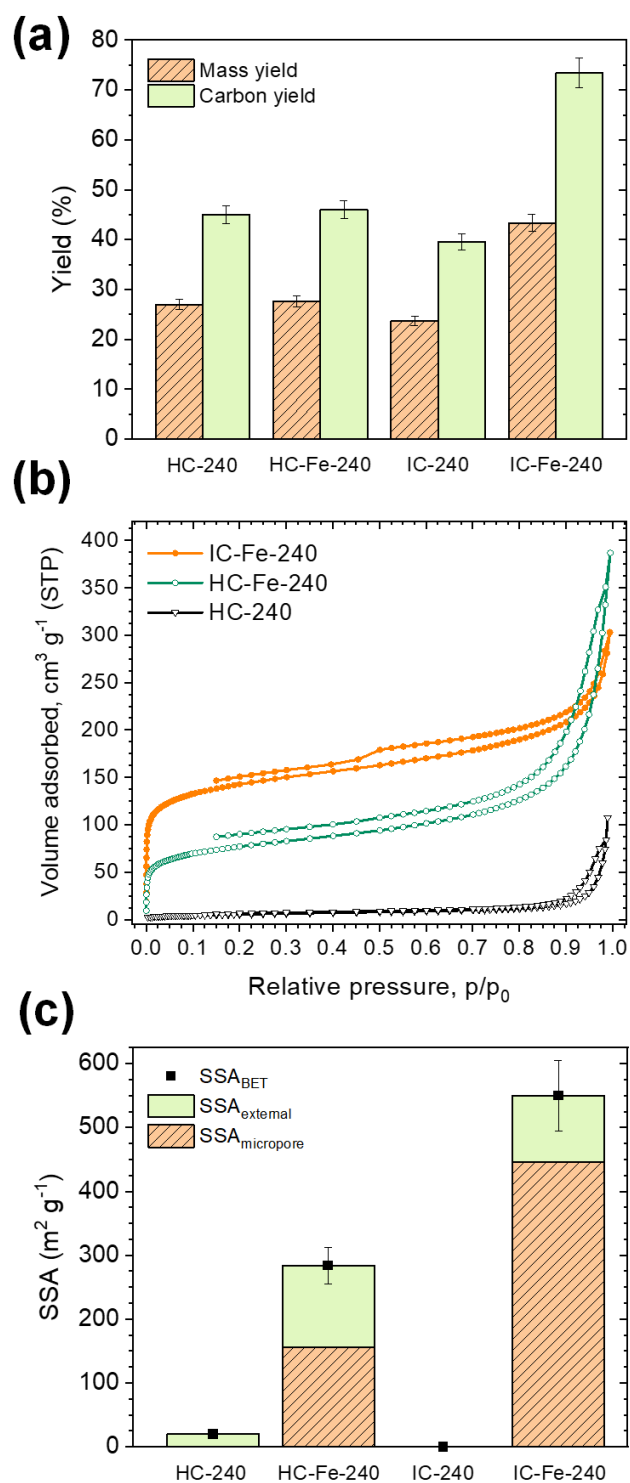 (a)
80
70
60
50
40
30
20
10
0
Yield (%)
Mass yield
Carbon yield
HC-240 HC-Fe-240 IC-240 IC-Fe-240
(b)
400
350
300
250
200
150
100
50
0
Volume adsorbed, cm³ g⁻¹ (STP)
IC-Fe-240
HC-Fe-240
HC-240
0.0 0.1 0.2 0.3 0.4 0.5 0.6 0.7 0.8 0.9 1.0
Relative pressure, p/p₀
(c)
600
500
400
300
200
100
0
SSA (m² g⁻¹)
SSA_BET
SSA_external
SSA_micropore
HC-240 HC-Fe-240 IC-240 IC-Fe-240